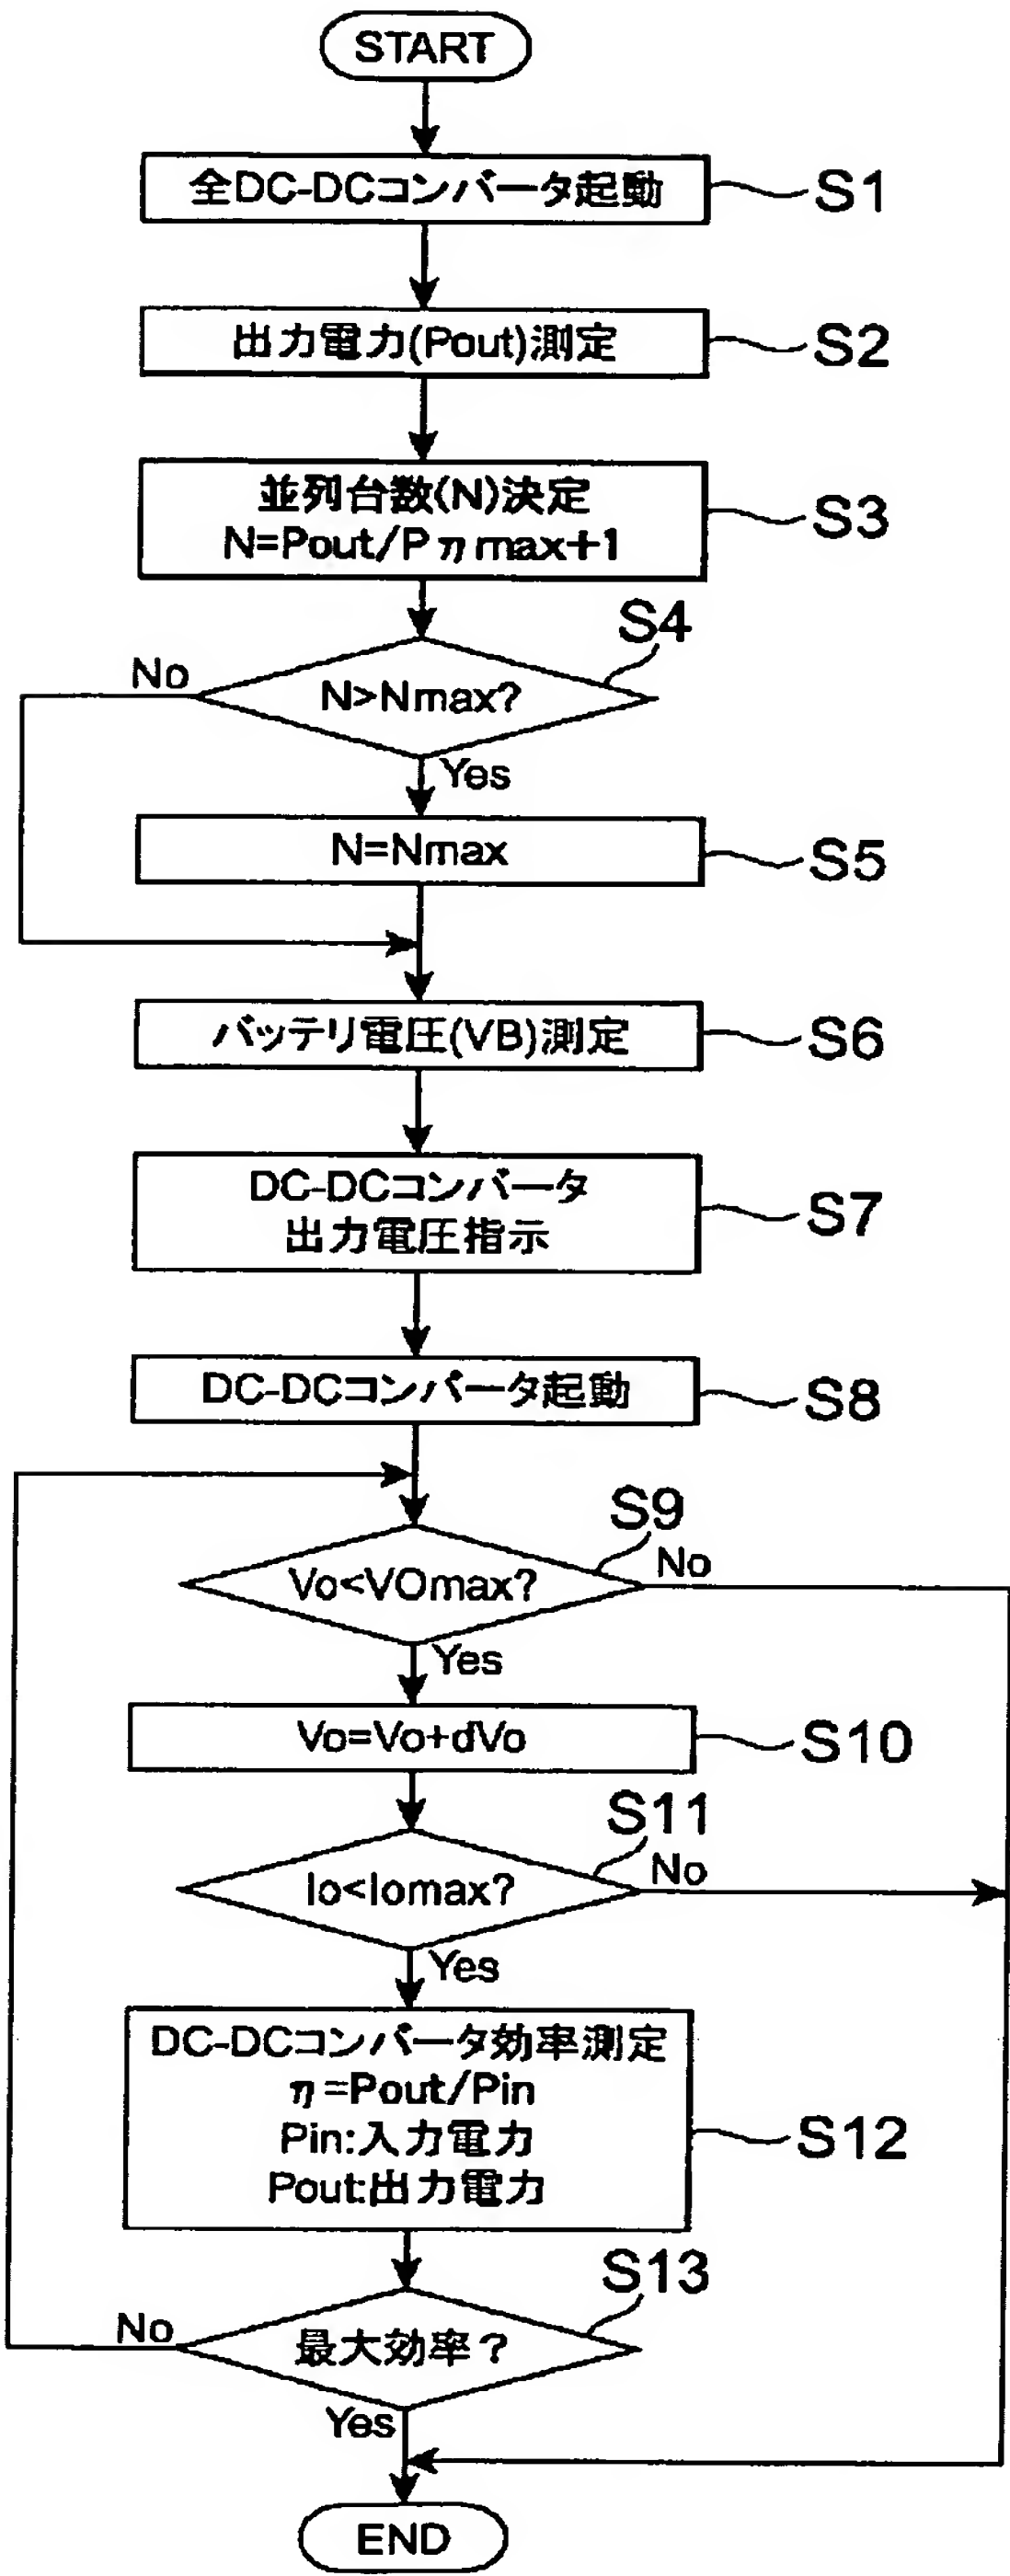 START
全DC-DCコンバータ起動
S1
出力電力(Pout)測定
S2
並列台数(N)決定
N=Pout/Pηmax+1
S3
S4
No
N>Nmax?
Yes
N=Nmax
S5
バッテリ電圧(VB)測定
S6
DC-DCコンバータ
出力電圧指示
S7
DC-DCコンバータ起動
S8
S9
Vo<VOmax?
No
Yes
Vo=Vo+dVo
S10
S11
Io<Iomax?
No
Yes
DC-DCコンバータ効率測定
η=Pout/Pin
Pin:入力電力
Pout:出力電力
S12
S13
No
最大効率？
Yes
END